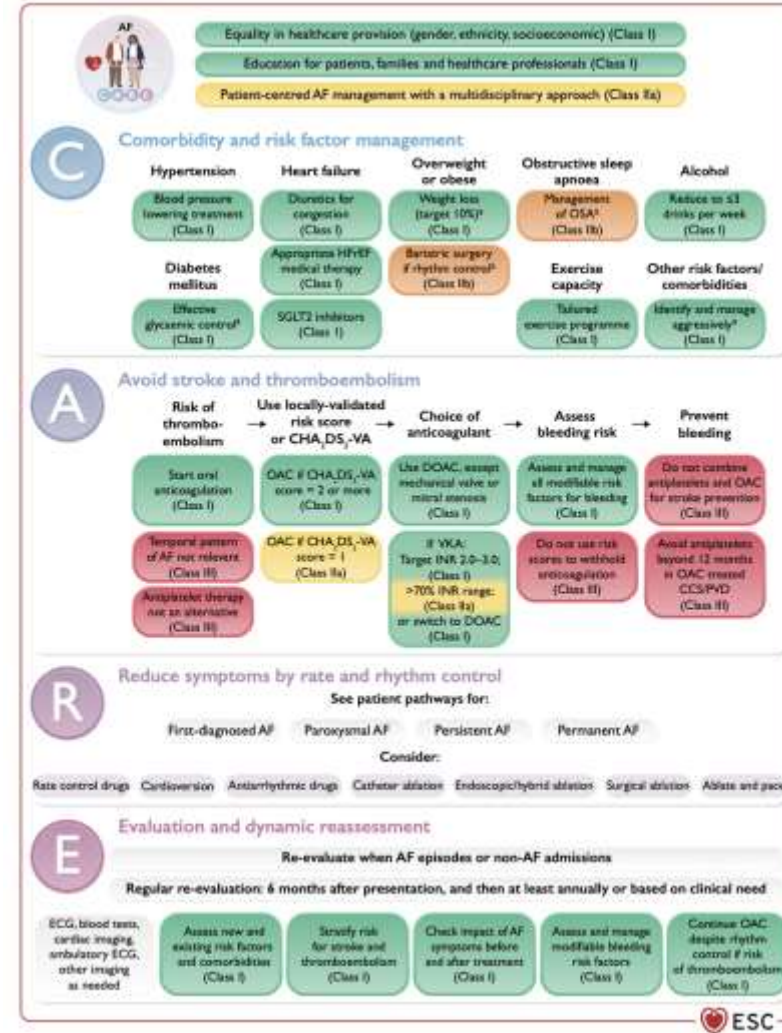 AF
Equality in healthcare provision (gender, ethnicity, socioeconomic) (Class I)
Education for patients, families and healthcare professionals (Class I)
Patient-centred AF management with a multidisciplinary approach (Class IIa)
C
Comorbidity and risk factor management
Hypertension
Blood pressure
lowering treatment
(Class I)
Diabetes
mellitus
Effective
glycaemic control^a
(Class I)
Heart failure
Diuretics for
congestion
(Class I)
Appropriate HFrEF
medical therapy
(Class I)
SGLT2 inhibitors
(Class I)
Overweight
or obese
Weight loss
(target 10%)^a
(Class I)
Bariatric surgery
if rhythm control^a
(Class IIb)
Obstructive sleep
apnoea
Management
of OSA^a
(Class IIb)
Exercise
capacity
Tailored
exercise programme
(Class I)
Alcohol
Reduce to ≤3
drinks per week
(Class I)
Other risk factors/
comorbidities
Identify and manage
aggressively^a
(Class I)
A
Avoid stroke and thromboembolism
Risk of
thrombo-
embolism
Start oral
anticoagulation
(Class I)
Temporal pattern
of AF not relevent
(Class III)
Antiplatelet therapy
not an alternative
(Class III)
Use locally-validated
risk score
or CHA₂DS₂-VA
OAC if CHA₂DS₂-VA
score = 2 or more
(Class I)
OAC if CHA₂DS₂-VA
score = 1
(Class IIa)
Choice of
anticoagulant
Use DOAC, except
mechanical valve or
mitral stenosis
(Class I)
If VKA:
Target INR 2.0–3.0;
(Class I)
>70% INR range;
(Class IIa)
or switch to DOAC
(Class I)
Assess
bleeding risk
Assess and manage
all modifiable risk
factors for bleeding
(Class I)
Do not use risk
scores to withhold
anticoagulation
(Class III)
Prevent
bleeding
Do not combine
antiplatelets and OAC
for stroke prevention
(Class III)
Avoid antiplatelets
beyond 12 months
in OAC treated
CCS/PVD
(Class III)
R
Reduce symptoms by rate and rhythm control
See patient pathways for:
First-diagnosed AF Paroxysmal AF Persistent AF Permanent AF
Consider:
Rate control drugs Cardioversion Antiarrhythmic drugs Catheter ablation Endoscopic/hybrid ablation Surgical ablation Ablate and pace
E
Evaluation and dynamic reassessment
Re-evaluate when AF episodes or non-AF admissions
Regular re-evaluation: 6 months after presentation, and then at least annually or based on clinical need
ECG, blood tests,
cardiac imaging,
ambulatory ECG,
other imaging
as needed
Assess new and
existing risk factors
and comorbidities
(Class I)
Stratify risk
for stroke and
thromboembolism
(Class I)
Check impact of AF
symptoms before
and after treatment
(Class I)
Assess and manage
modifiable bleeding
risk factors
(Class I)
Continue OAC
despite rhythm
control if risk
of thromboembolism
(Class I)
ESC